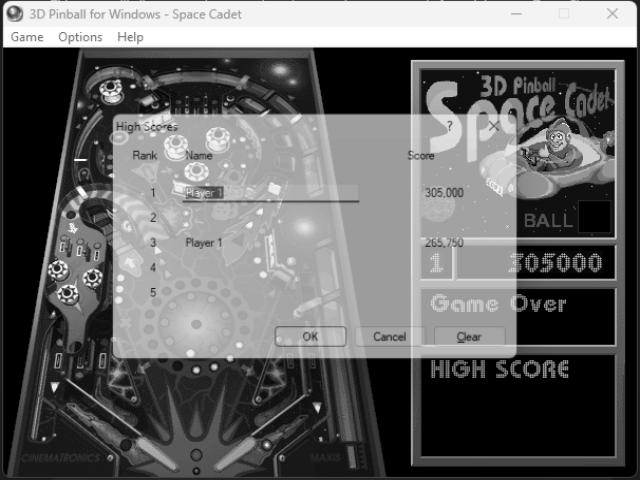 3D Pinball for Windows - Space Cadet
Game Options Help
3D Pinball
Space Cadet
High Scores ?
Rank Name Score
1 Player 1 305,000
2
3 Player 1 265,750
4
5
OK Cancel Clear
BALL
1 305000
Game Over
HIGH SCORE
CINEMATRONICS
MAXIS